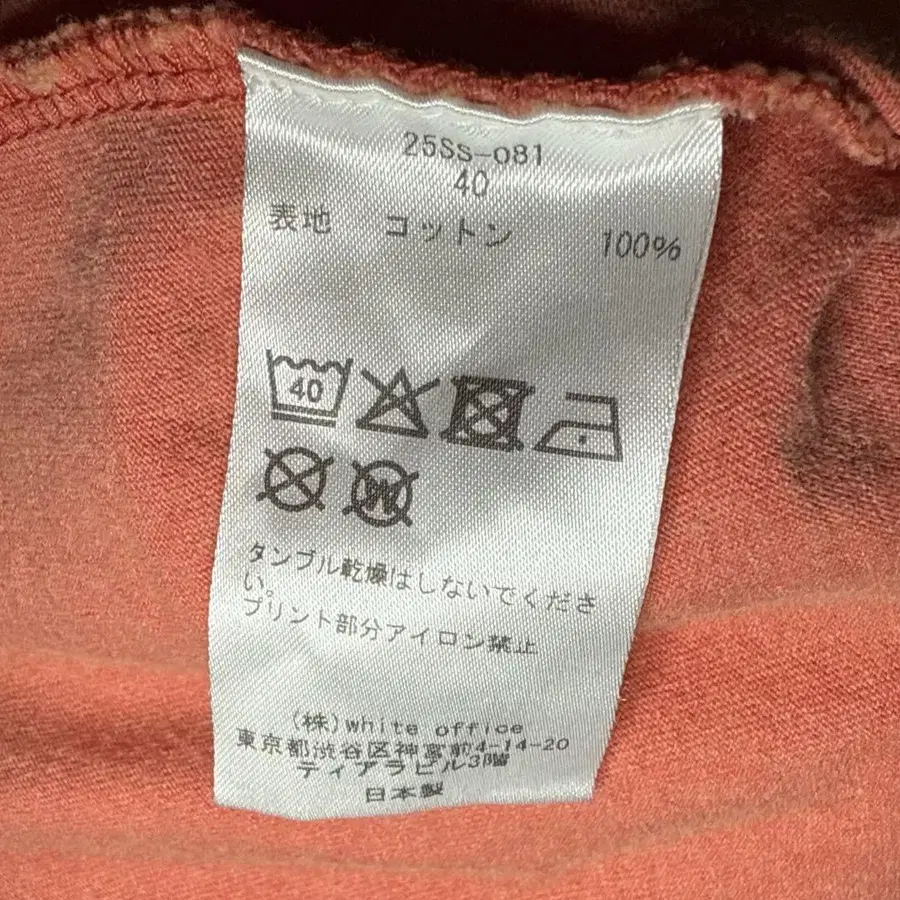 25SS-081
40
表地 コットン 100%
40
W
タンブル乾燥はしないでくださ
い。
プリント部分アイロン禁止
(株)white office
東京都渋谷区神宮前4-14-20
ティアラビル3階
日本製